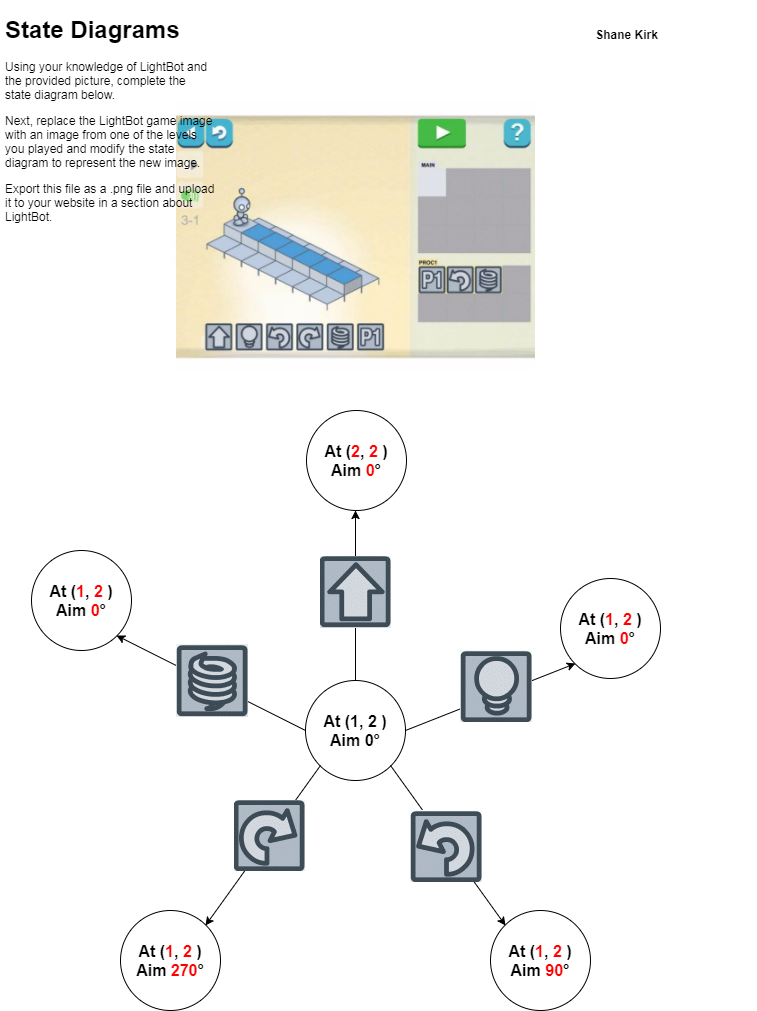 State Diagrams
Shane Kirk
Using your knowledge of LightBot and
the provided picture, complete the
state diagram below.
Next, replace the LightBot game image
with an image from one of the levels
you played and modify the state
diagram to represent the new image.
Export this file as a .png file and upload
it to your website in a section about
LightBot.
?
MAIN
3-1
PROC1
P1
P1
At (2, 2 )
Aim 0°
At (1, 2 )
Aim 0°
At (1, 2 )
Aim 0°
At (1, 2 )
Aim 0°
At (1, 2 )
Aim 270°
At (1, 2 )
Aim 90°